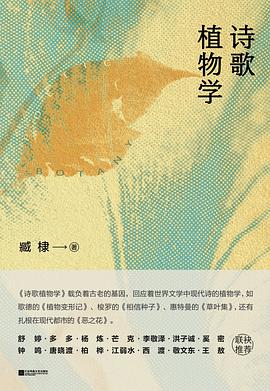 诗歌
植物学
BOTANY
臧棣→著
《诗歌植物学》载负着古老的基因，回应着世界文学中现代诗的植物学，如
歌德的《植物变形记》、梭罗的《相信种子》、惠特曼的《草叶集》，还有
扎根在现代都市的《恶之花》。
舒婷·多多·杨炼·芒克·李敬泽·洪子诚·奚密
钟鸣·唐晓渡·柏桦·江弱水·西渡·敬文东·王敖
联袂
推荐